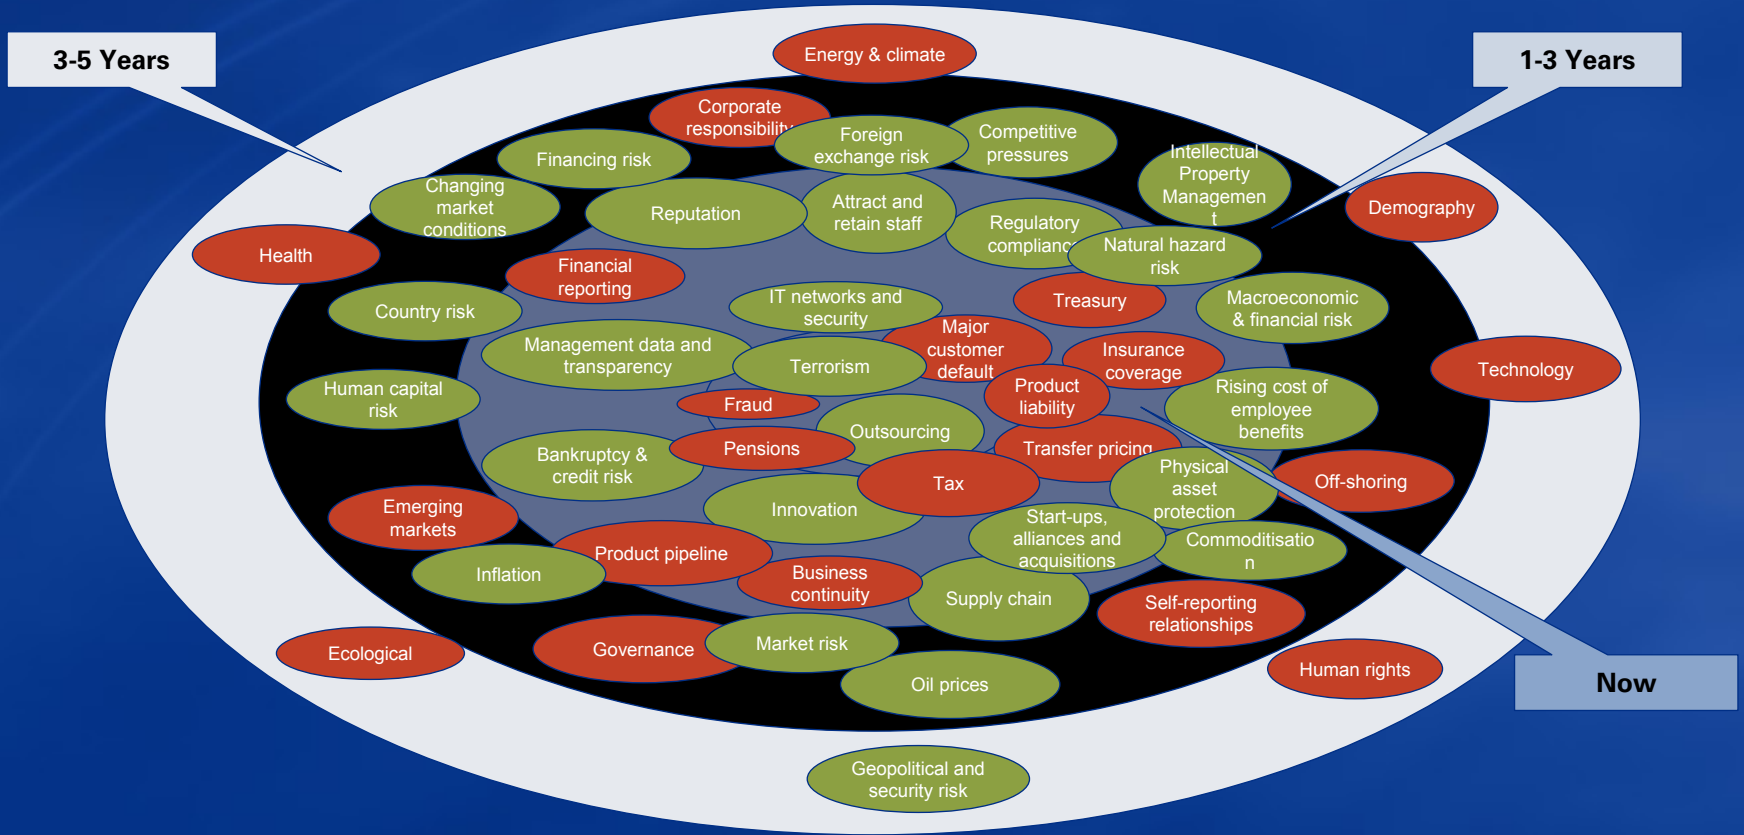 3-5 Years
Energy & climate
1-3 Years
Corporate
responsibility
Foreign
exchange risk
Competitive
pressures
Financing risk
Intellectual
Property
Managemen
t
Changing
market
conditions
Reputation
Attract and
retain staff
Regulatory
compliance
Demography
Health
Financial
reporting
Natural hazard
risk
Country risk
IT networks and
security
Treasury
Macroeconomic
& financial risk
Management data and
transparency
Terrorism
Major
customer
default
Insurance
coverage
Technology
Human capital
risk
Fraud
Product
liability
Rising cost of
employee
benefits
Outsourcing
Pensions
Transfer pricing
Bankruptcy &
credit risk
Tax
Physical
asset
protection
Off-shoring
Emerging
markets
Innovation
Start-ups,
alliances and
acquisitions
Commoditisatio
n
Product pipeline
Inflation
Business
continuity
Supply chain
Self-reporting
relationships
Ecological
Governance
Market risk
Oil prices
Human rights
Now
Geopolitical and
security risk